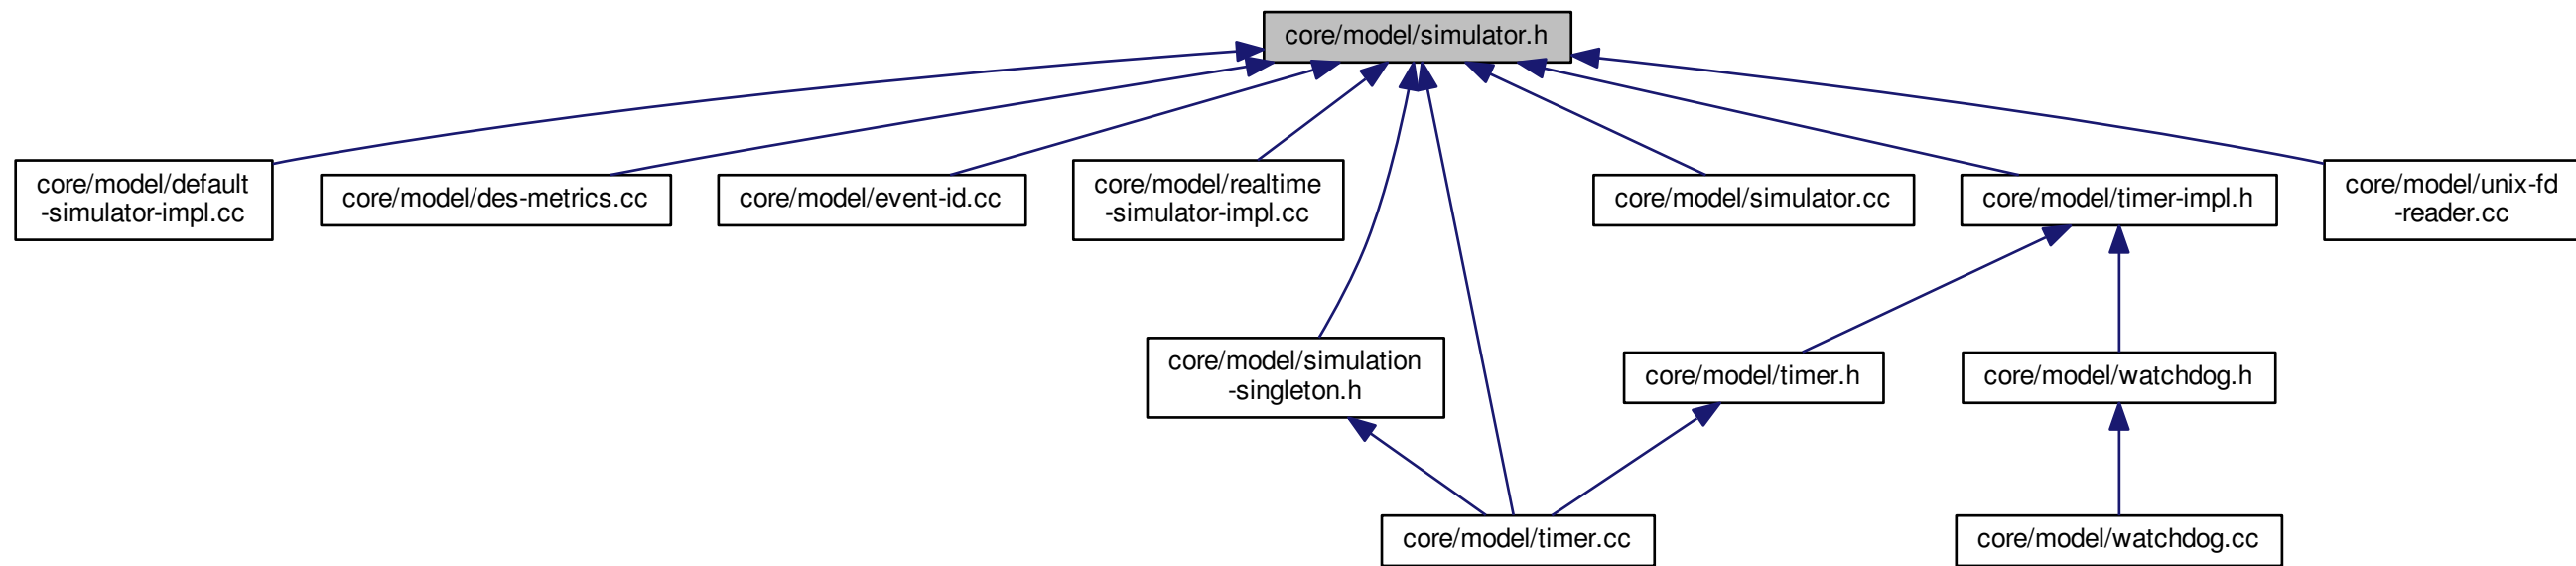 core/model/simulator.h
core/model/default
-simulator-impl.cc
core/model/des-metrics.cc
core/model/event-id.cc
core/model/realtime
-simulator-impl.cc
core/model/simulator.cc
core/model/timer-impl.h
core/model/unix-fd
-reader.cc
core/model/simulation
-singleton.h
core/model/timer.h
core/model/watchdog.h
core/model/timer.cc
core/model/watchdog.cc